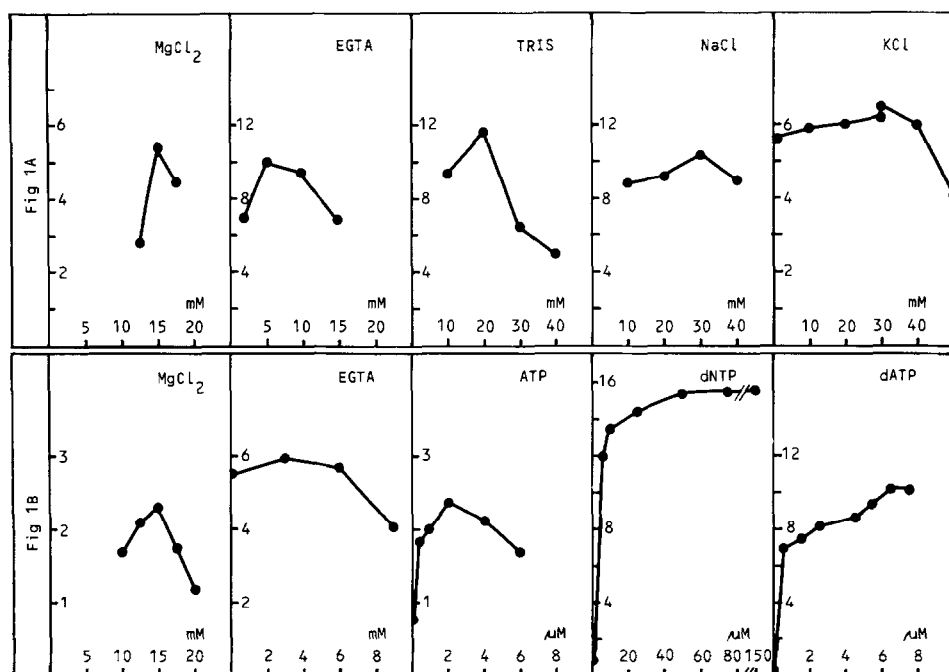 MgCl2 EGTA TRIS NaCl KCl
Fig 1A
6 12 12 12 6
4 8 8 8 4
2 4 4 4 2
mM mM mM mM mM
5 10 15 20 5 10 15 20 10 20 30 40 10 20 30 40 10 20 30 40
MgCl2 EGTA ATP dNTP dATP
Fig 1B
16
3 6 3 12 12
2 4 2 8 8
1 2 1 4 4
mM mM µM µM µM
5 10 15 20 2 4 6 8 2 4 6 8 20 40 60 80 150 2 4 6 8